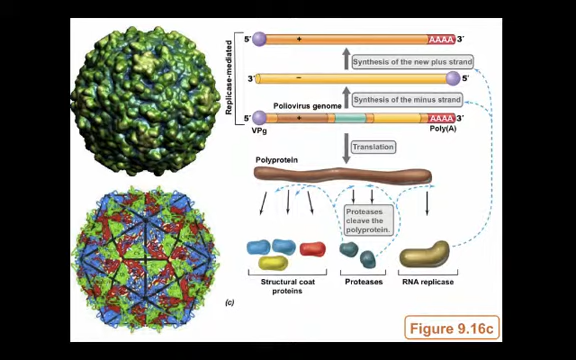 5′ + AAAA 3′
Synthesis of the new plus strand
Replicase-mediated
3′ − 5′
Synthesis of the minus strand
Poliovirus genome
5′ + AAAA 3′
VPg Poly(A)
Translation
Polyprotein
Proteases
cleave the
polyprotein.
Structural coat
proteins
Proteases
RNA replicase
(c)
Figure 9.16c